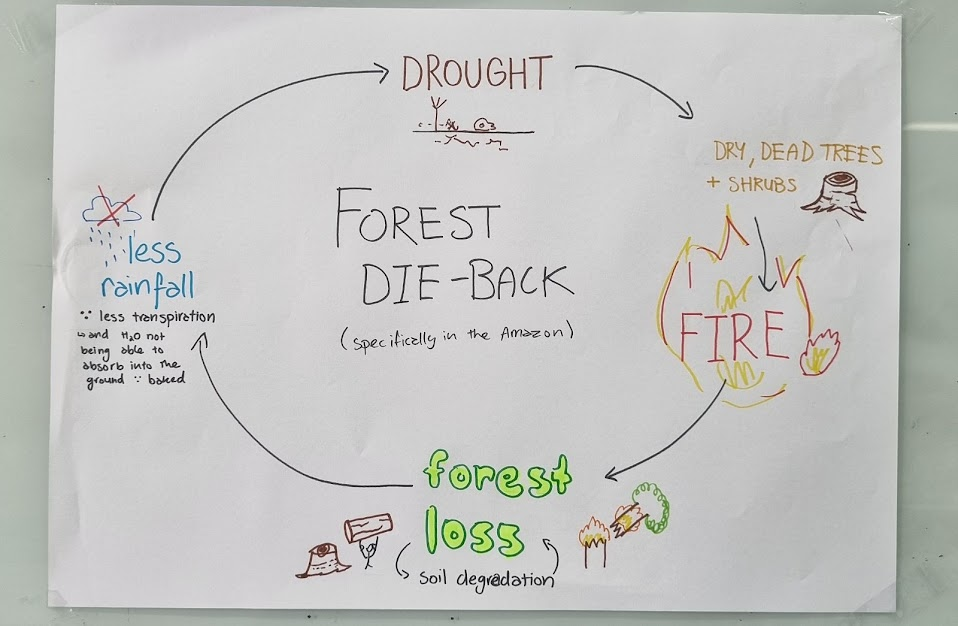 DROUGHT
DRY, DEAD TREES
+ SHRUBS
FIRE
forest
loss
soil degradation
less
rainfall
∵ less transpiration
↳ and H₂O not
being able to
absorb into the
ground ∵ baked
FOREST
DIE-BACK
(specifically in the Amazon)